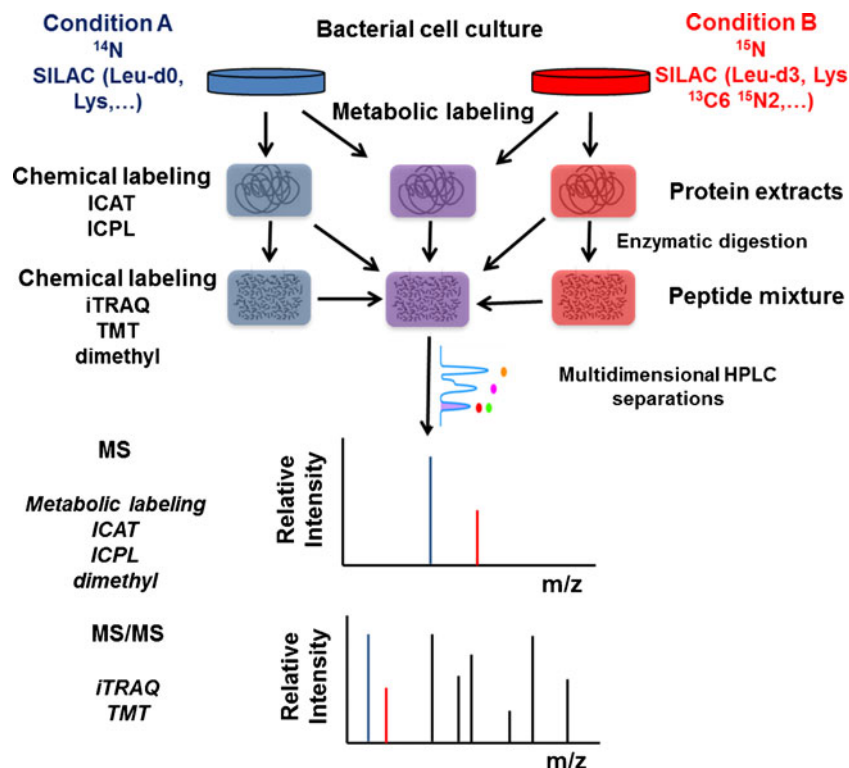 Condition A
¹⁴N
SILAC (Leu-d0,
Lys,...)
Bacterial cell culture
Condition B
¹⁵N
SILAC (Leu-d3, Lys
¹³C6 ¹⁵N2,...)
Metabolic labeling
Chemical labeling
ICAT
ICPL
Protein extracts
Enzymatic digestion
Chemical labeling
iTRAQ
TMT
dimethyl
Peptide mixture
Multidimensional HPLC
separations
MS
Metabolic labeling
ICAT
ICPL
dimethyl
Relative
Intensity
m/z
MS/MS
iTRAQ
TMT
Relative
Intensity
m/z